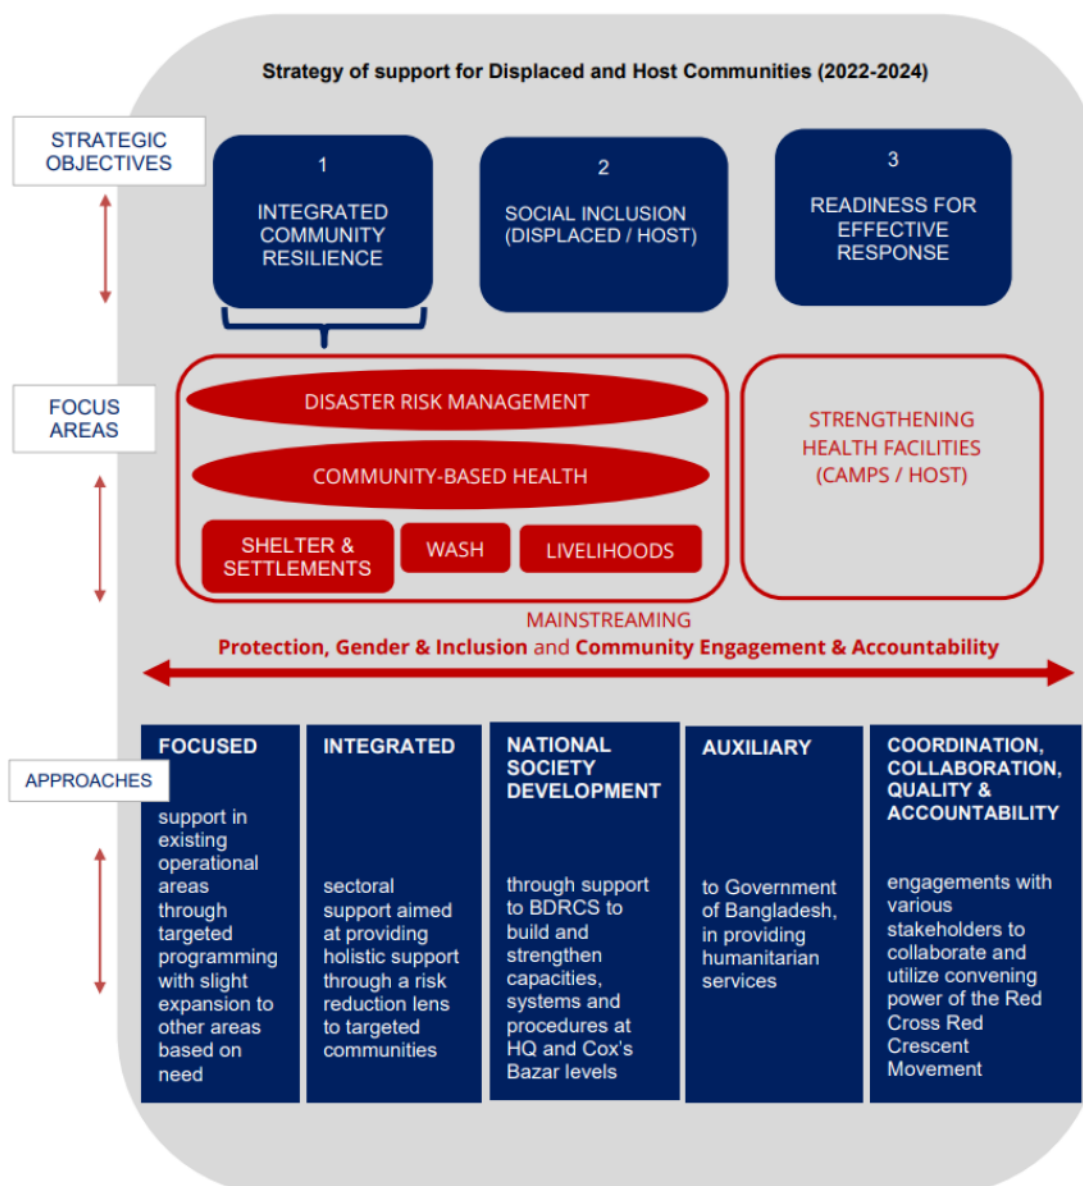 Strategy of support for Displaced and Host Communities (2022-2024)
STRATEGIC
OBJECTIVES
1
INTEGRATED
COMMUNITY
RESILIENCE
2
SOCIAL INCLUSION
(DISPLACED / HOST)
3
READINESS FOR
EFFECTIVE
RESPONSE
FOCUS
AREAS
DISASTER RISK MANAGEMENT
COMMUNITY-BASED HEALTH
SHELTER &
SETTLEMENTS
WASH
LIVELIHOODS
STRENGTHENING
HEALTH FACILITIES
(CAMPS / HOST)
MAINSTREAMING
Protection, Gender & Inclusion and Community Engagement & Accountability
APPROACHES
FOCUSED
support in
existing
operational
areas
through
targeted
programming
with slight
expansion to
other areas
based on
need
INTEGRATED
sectoral
support aimed
at providing
holistic support
through a risk
reduction lens
to targeted
communities
NATIONAL
SOCIETY
DEVELOPMENT
through support
to BDRCS to
build and
strengthen
capacities,
systems and
procedures at
HQ and Cox's
Bazar levels
AUXILIARY
to Government
of Bangladesh,
in providing
humanitarian
services
COORDINATION,
COLLABORATION,
QUALITY &
ACCOUNTABILITY
engagements with
various
stakeholders to
collaborate and
utilize convening
power of the Red
Cross Red
Crescent
Movement